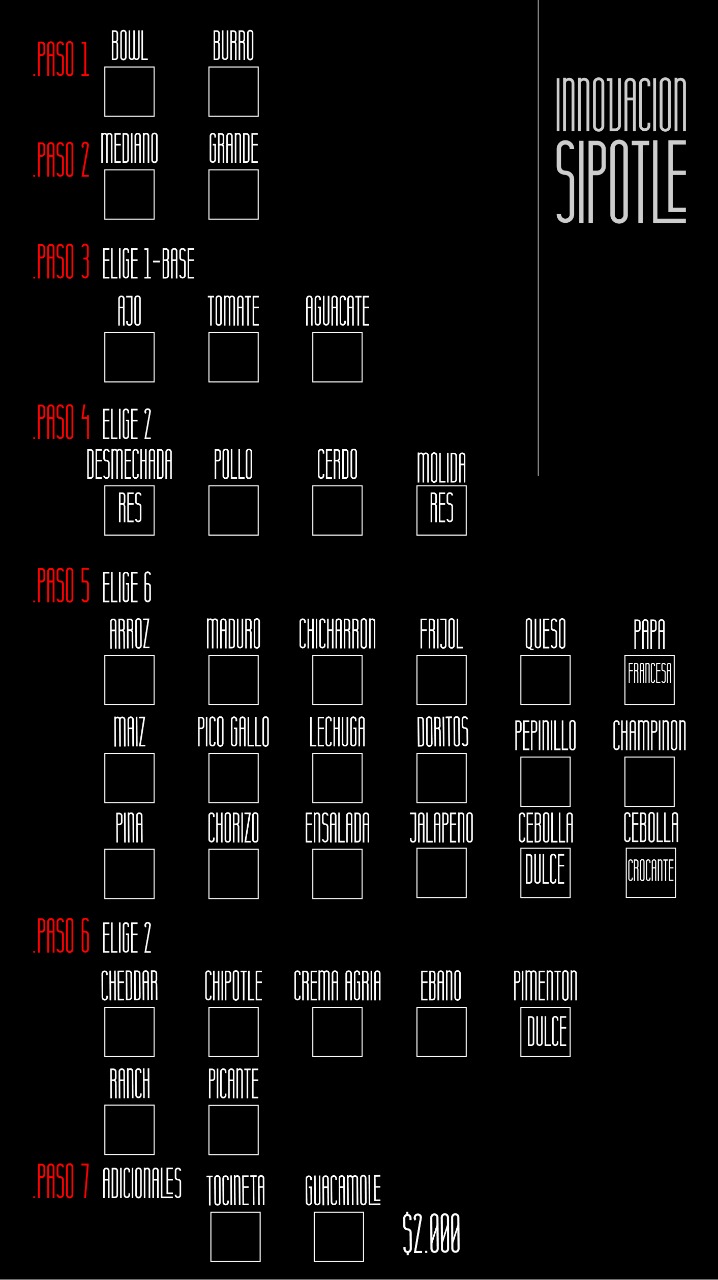 .PASO 1 BOWL BURRO
INNOVACION
SIPOTLE
.PASO 2 MEDIANO GRANDE
.PASO 3 ELIGE 1-BASE
AJO TOMATE AGUACATE
.PASO 4 ELIGE 2
DESMECHADA POLLO CERDO MOLIDA
RES RES
.PASO 5 ELIGE 6
ARROZ MADURO CHICHARRON FRIJOL QUESO PAPA
FRANCESA
MAIZ PICO GALLO LECHUGA DORITOS PEPINILLO CHAMPINON
PINA CHORIZO ENSALADA JALAPENO CEBOLLA CEBOLLA
DULCE CROCANTE
.PASO 6 ELIGE 2
CHEDDAR CHIPOTLE CREMA AGRIA EBANO PIMENTON
DULCE
RANCH PICANTE
.PASO 7 ADICIONALES TOCINETA GUACAMOLE
$2.000